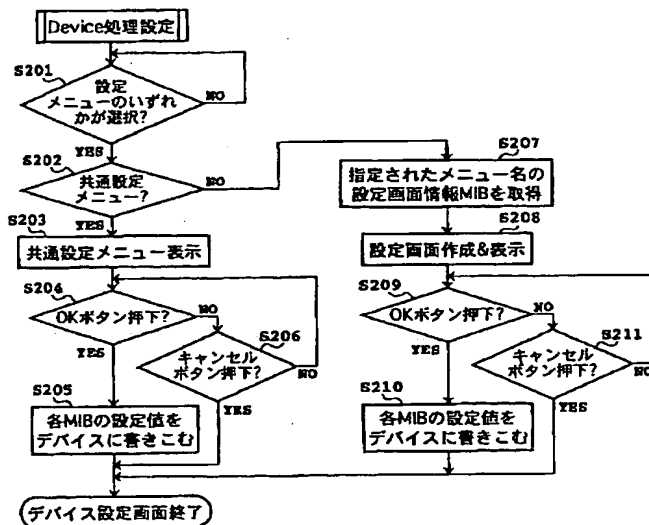 Device処理設定
S201
設定
メニューのいずれ
かが選択?
NO
YES
S202
共通設定
メニュー?
NO
YES
S203
共通設定メニュー表示
S204
OKボタン押下?
NO
YES
S206
キャンセル
ボタン押下?
NO
YES
S205
各MIBの設定値を
デバイスに書きこむ
S207
指定されたメニュー名の
設定画面情報MIBを取得
S208
設定画面作成&表示
S209
OKボタン押下?
NO
YES
S211
キャンセル
ボタン押下?
NO
YES
S210
各MIBの設定値を
デバイスに書きこむ
デバイス設定画面終了